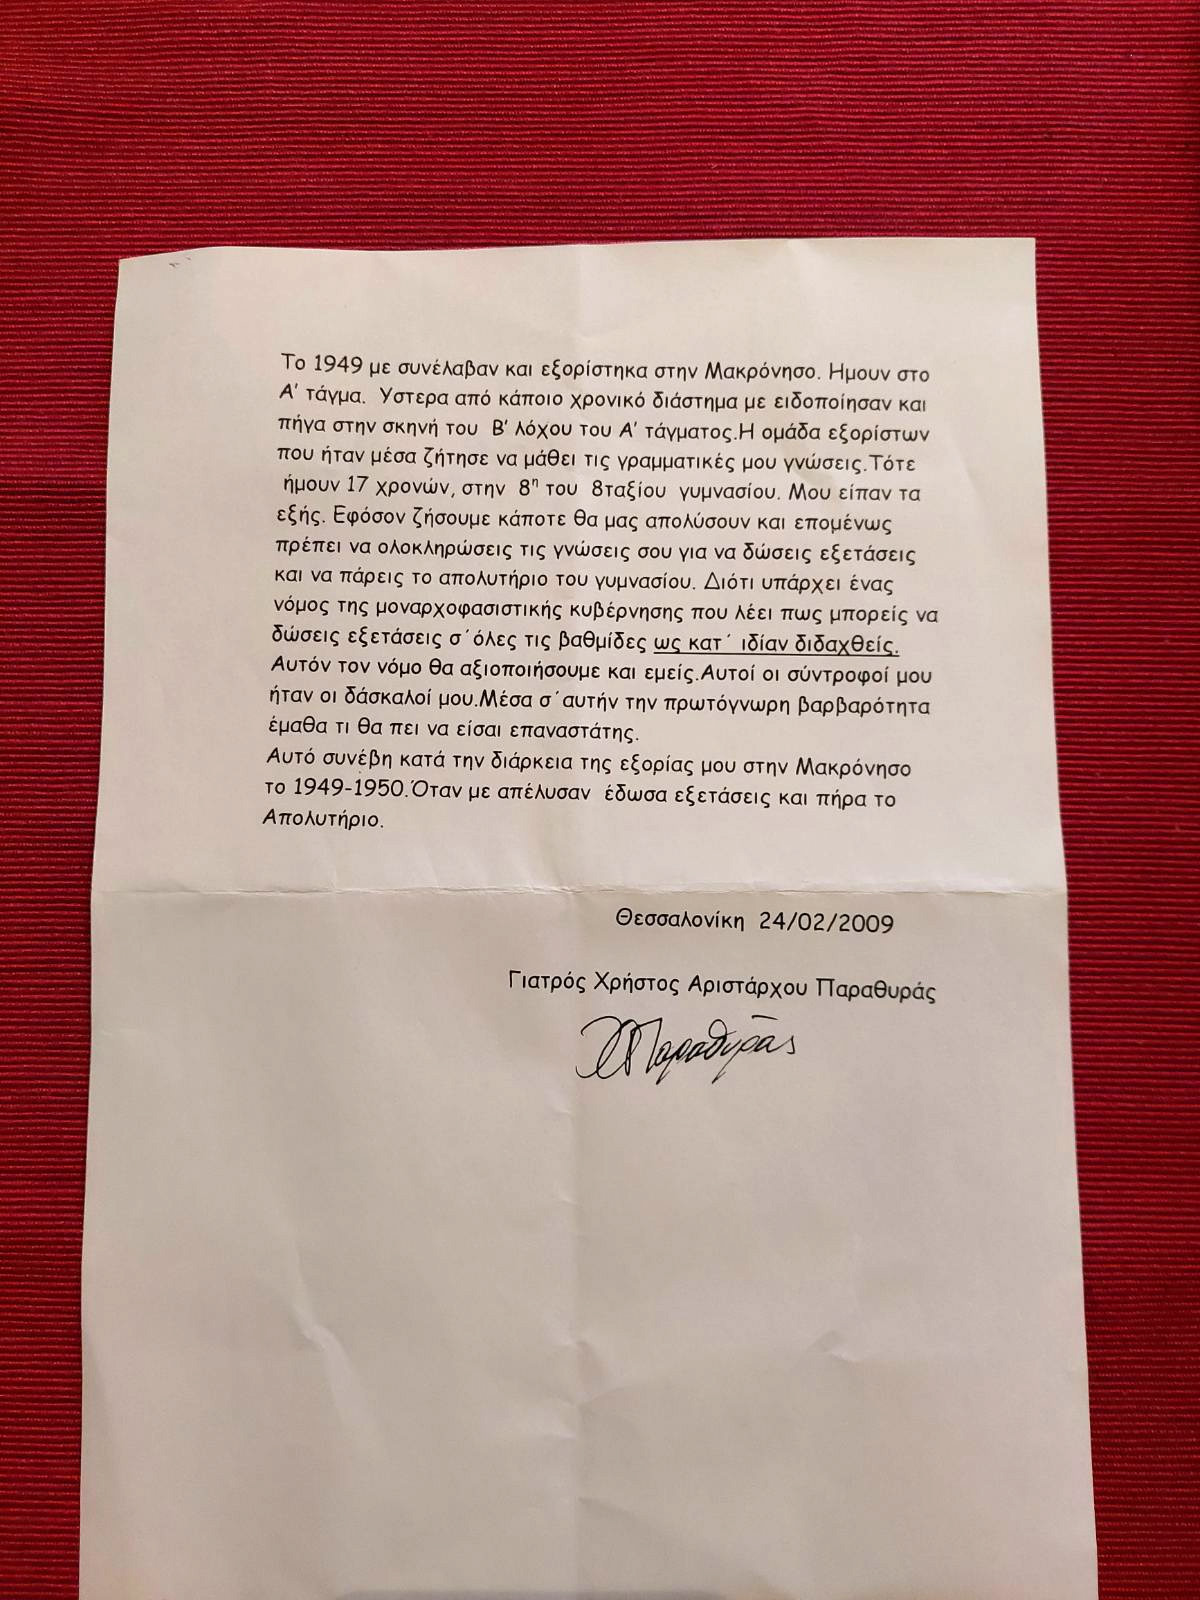 Το 1949 με συνέλαβαν και εξορίστηκα στην Μακρόνησο. Ημουν στο
Α' τάγμα. Υστερα από κάποιο χρονικό διάστημα με ειδοποίησαν και
πήγα στην σκηνή του Β' λόχου του Α' τάγματος.Η ομάδα εξορίστων
που ήταν μέσα ζήτησε να μάθει τις γραμματικές μου γνώσεις.Τότε
ήμουν 17 χρονών, στην 8η του 8ταξίου γυμνασίου. Μου είπαν τα
εξής. Εφόσον ζήσουμε κάποτε θα μας απολύσουν και επομένως
πρέπει να ολοκληρώσεις τις γνώσεις σου για να δώσεις εξετάσεις
και να πάρεις το απολυτήριο του γυμνασίου. Διότι υπάρχει ένας
νόμος της μοναρχοφασιστικής κυβέρνησης που λέει πως μπορείς να
δώσεις εξετάσεις σ΄όλες τις βαθμίδες ως κατ΄ ιδίαν διδαχθείς.
Αυτόν τον νόμο θα αξιοποιήσουμε και εμείς.Αυτοί οι σύντροφοί μου
ήταν οι δάσκαλοί μου.Μέσα σ΄αυτήν την πρωτόγνωρη βαρβαρότητα
έμαθα τι θα πει να είσαι επαναστάτης.
Αυτό συνέβη κατά την διάρκεια της εξορίας μου στην Μακρόνησο
το 1949-1950.Όταν με απέλυσαν έδωσα εξετάσεις και πήρα το
Απολυτήριο.
Θεσσαλονίκη 24/02/2009
Γιατρός Χρήστος Αριστάρχου Παραθυράς
ΧΑΠαραθυράς